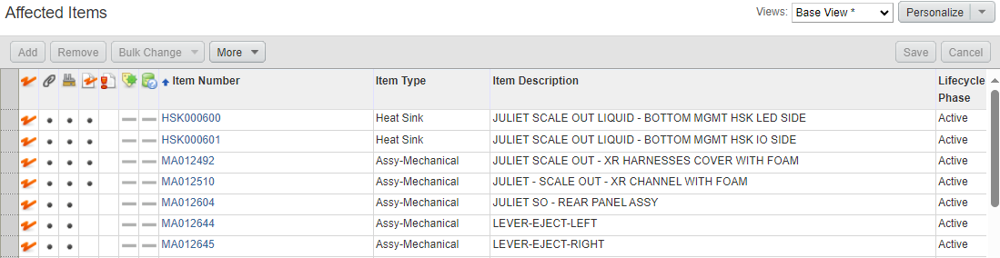 Affected Items
Views: Base View * Personalize
Add Remove Bulk Change More Save Cancel
Item Number Item Type Item Description Lifecycle
Phase
HSK000600 Heat Sink JULIET SCALE OUT LIQUID - BOTTOM MGMT HSK LED SIDE Active
HSK000601 Heat Sink JULIET SCALE OUT LIQUID - BOTTOM MGMT HSK IO SIDE Active
MA012492 Assy-Mechanical JULIET SCALE OUT - XR HARNESSES COVER WITH FOAM Active
MA012510 Assy-Mechanical JULIET - SCALE OUT - XR CHANNEL WITH FOAM Active
MA012604 Assy-Mechanical JULIET SO - REAR PANEL ASSY Active
MA012644 Assy-Mechanical LEVER-EJECT-LEFT Active
MA012645 Assy-Mechanical LEVER-EJECT-RIGHT Active